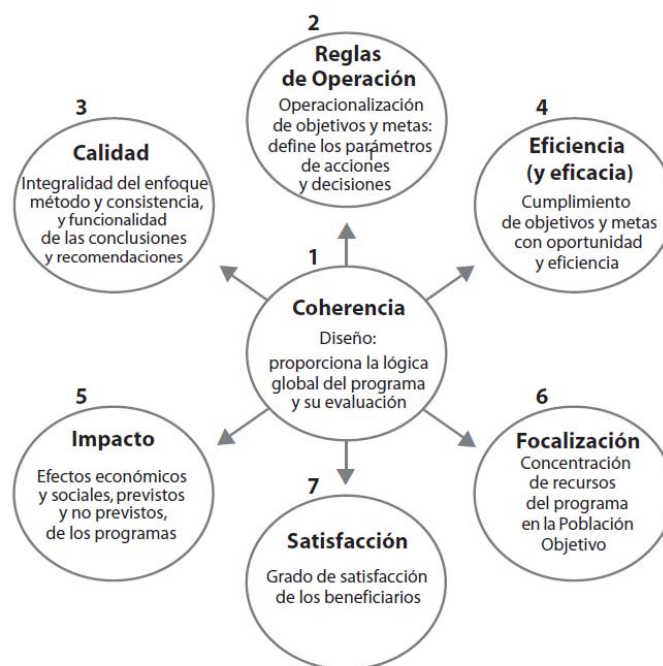 2
Reglas
de Operación
Operacionalización
de objetivos y metas:
define los parámetros
de acciones
y decisiones
3
Calidad
Integralidad del enfoque
método y consistencia,
y funcionalidad
de las conclusiones
y recomendaciones
4
Eficiencia
(y eficacia)
Cumplimiento
de objetivos y metas
con oportunidad
y eficiencia
1
Coherencia
Diseño:
proporciona la lógica
global del programa
y su evaluación
5
Impacto
Efectos económicos
y sociales, previstos
y no previstos,
de los programas
6
Focalización
Concentración
de recursos
del programa
en la Población
Objetivo
7
Satisfacción
Grado de satisfacción
de los beneficiarios